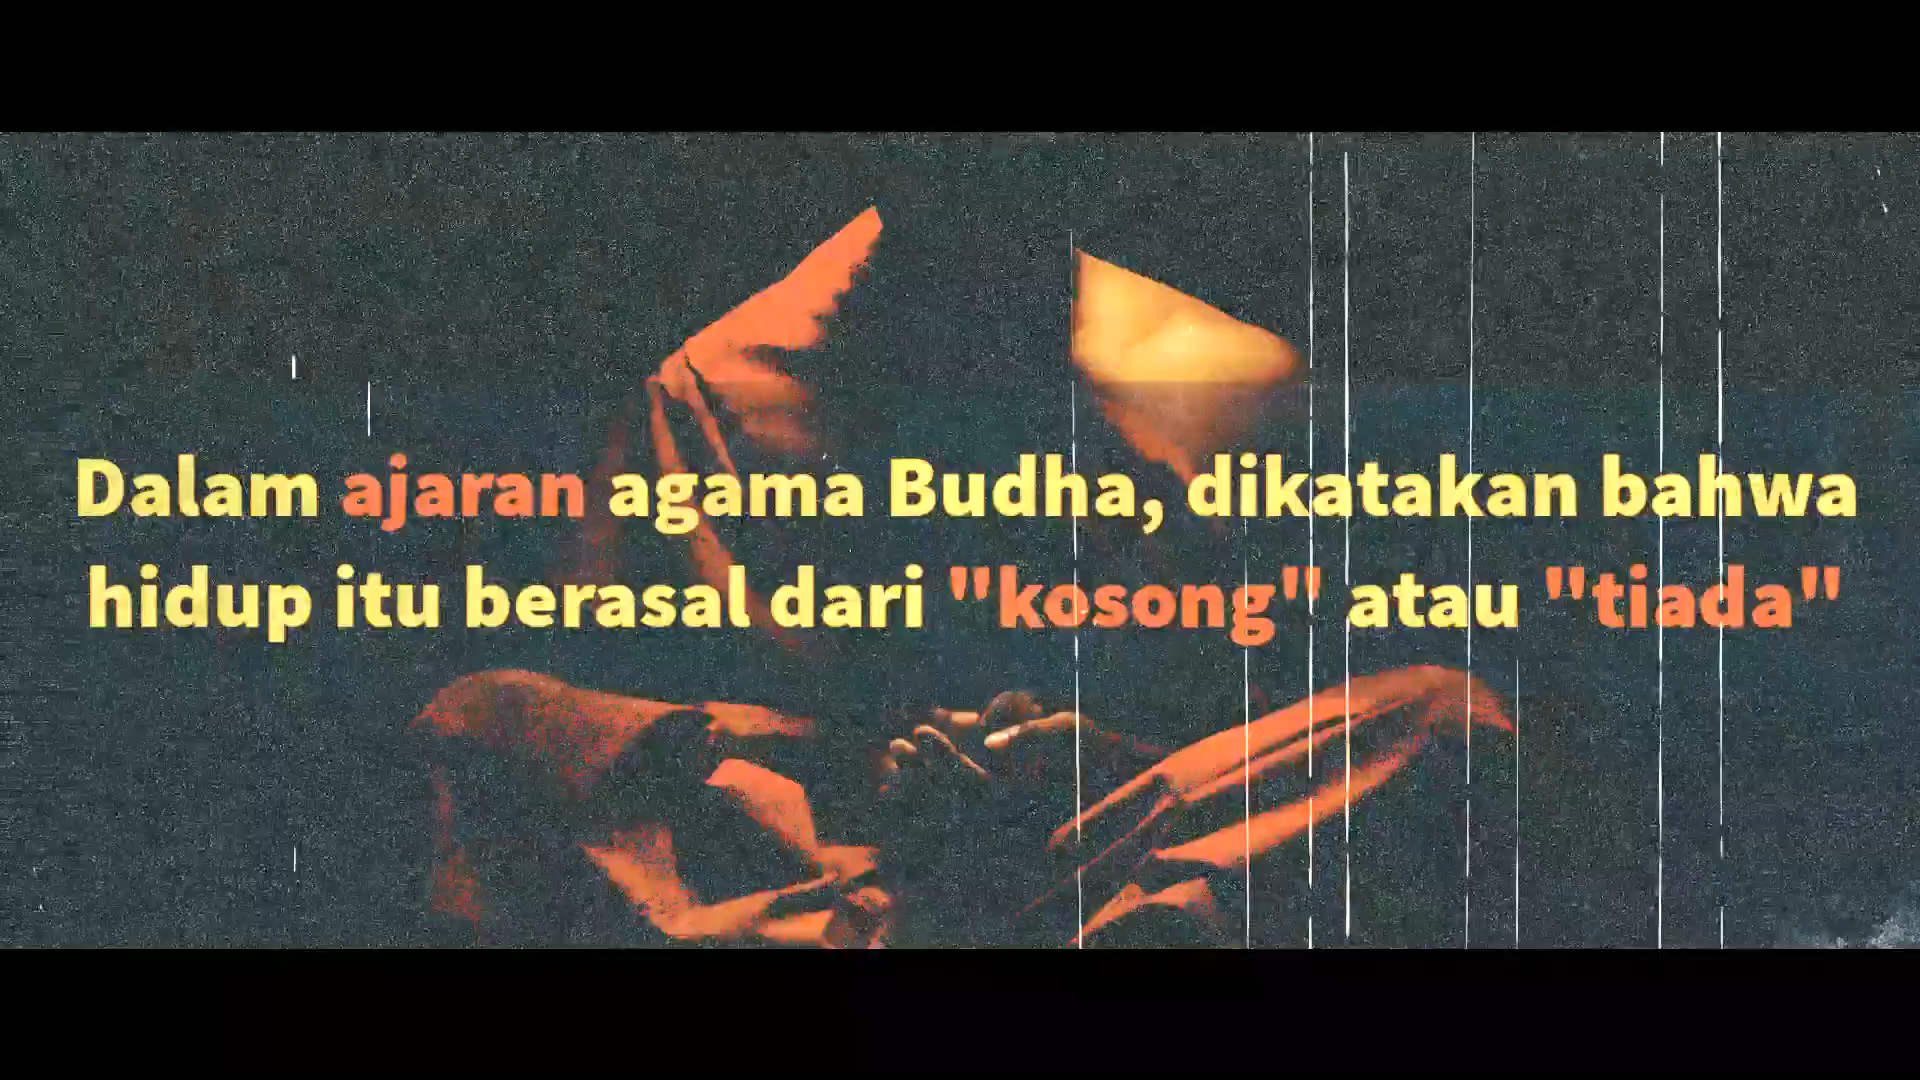 Dalam ajaran agama Budha, dikatakan bahwa
hidup itu berasal dari "kosong" atau "tiada"